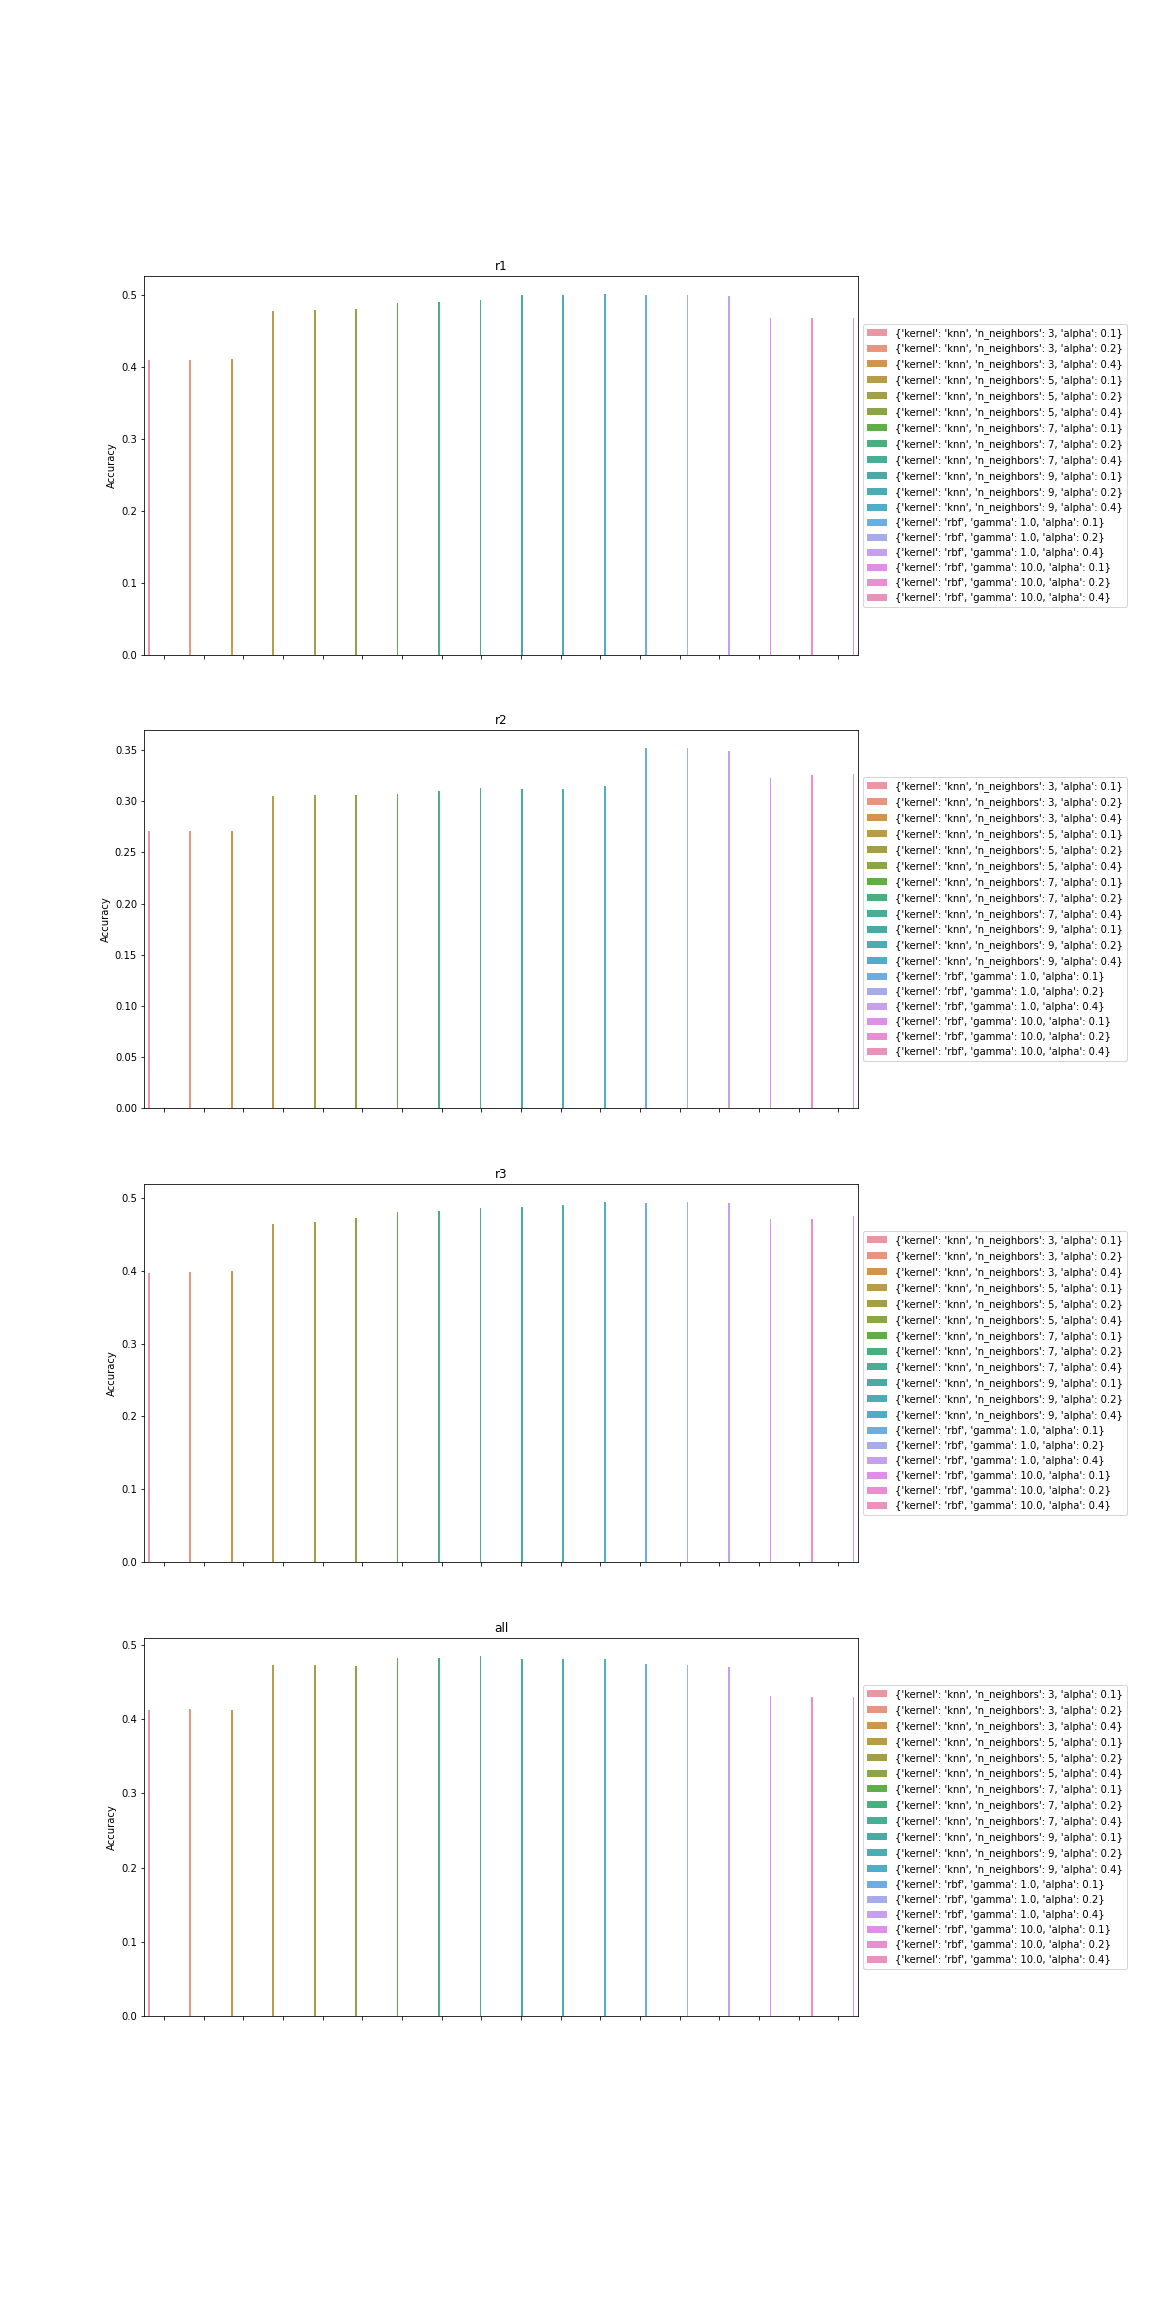 r1
0.5
0.4
0.3
0.2
0.1
0.0
Accuracy
{'kernel': 'knn', 'n_neighbors': 3, 'alpha': 0.1}
{'kernel': 'knn', 'n_neighbors': 3, 'alpha': 0.2}
{'kernel': 'knn', 'n_neighbors': 3, 'alpha': 0.4}
{'kernel': 'knn', 'n_neighbors': 5, 'alpha': 0.1}
{'kernel': 'knn', 'n_neighbors': 5, 'alpha': 0.2}
{'kernel': 'knn', 'n_neighbors': 5, 'alpha': 0.4}
{'kernel': 'knn', 'n_neighbors': 7, 'alpha': 0.1}
{'kernel': 'knn', 'n_neighbors': 7, 'alpha': 0.2}
{'kernel': 'knn', 'n_neighbors': 7, 'alpha': 0.4}
{'kernel': 'knn', 'n_neighbors': 9, 'alpha': 0.1}
{'kernel': 'knn', 'n_neighbors': 9, 'alpha': 0.2}
{'kernel': 'knn', 'n_neighbors': 9, 'alpha': 0.4}
{'kernel': 'rbf', 'gamma': 1.0, 'alpha': 0.1}
{'kernel': 'rbf', 'gamma': 1.0, 'alpha': 0.2}
{'kernel': 'rbf', 'gamma': 1.0, 'alpha': 0.4}
{'kernel': 'rbf', 'gamma': 10.0, 'alpha': 0.1}
{'kernel': 'rbf', 'gamma': 10.0, 'alpha': 0.2}
{'kernel': 'rbf', 'gamma': 10.0, 'alpha': 0.4}
r2
0.35
0.30
0.25
0.20
0.15
0.10
0.05
0.00
Accuracy
{'kernel': 'knn', 'n_neighbors': 3, 'alpha': 0.1}
{'kernel': 'knn', 'n_neighbors': 3, 'alpha': 0.2}
{'kernel': 'knn', 'n_neighbors': 3, 'alpha': 0.4}
{'kernel': 'knn', 'n_neighbors': 5, 'alpha': 0.1}
{'kernel': 'knn', 'n_neighbors': 5, 'alpha': 0.2}
{'kernel': 'knn', 'n_neighbors': 5, 'alpha': 0.4}
{'kernel': 'knn', 'n_neighbors': 7, 'alpha': 0.1}
{'kernel': 'knn', 'n_neighbors': 7, 'alpha': 0.2}
{'kernel': 'knn', 'n_neighbors': 7, 'alpha': 0.4}
{'kernel': 'knn', 'n_neighbors': 9, 'alpha': 0.1}
{'kernel': 'knn', 'n_neighbors': 9, 'alpha': 0.2}
{'kernel': 'knn', 'n_neighbors': 9, 'alpha': 0.4}
{'kernel': 'rbf', 'gamma': 1.0, 'alpha': 0.1}
{'kernel': 'rbf', 'gamma': 1.0, 'alpha': 0.2}
{'kernel': 'rbf', 'gamma': 1.0, 'alpha': 0.4}
{'kernel': 'rbf', 'gamma': 10.0, 'alpha': 0.1}
{'kernel': 'rbf', 'gamma': 10.0, 'alpha': 0.2}
{'kernel': 'rbf', 'gamma': 10.0, 'alpha': 0.4}
r3
0.5
0.4
0.3
0.2
0.1
0.0
Accuracy
{'kernel': 'knn', 'n_neighbors': 3, 'alpha': 0.1}
{'kernel': 'knn', 'n_neighbors': 3, 'alpha': 0.2}
{'kernel': 'knn', 'n_neighbors': 3, 'alpha': 0.4}
{'kernel': 'knn', 'n_neighbors': 5, 'alpha': 0.1}
{'kernel': 'knn', 'n_neighbors': 5, 'alpha': 0.2}
{'kernel': 'knn', 'n_neighbors': 5, 'alpha': 0.4}
{'kernel': 'knn', 'n_neighbors': 7, 'alpha': 0.1}
{'kernel': 'knn', 'n_neighbors': 7, 'alpha': 0.2}
{'kernel': 'knn', 'n_neighbors': 7, 'alpha': 0.4}
{'kernel': 'knn', 'n_neighbors': 9, 'alpha': 0.1}
{'kernel': 'knn', 'n_neighbors': 9, 'alpha': 0.2}
{'kernel': 'knn', 'n_neighbors': 9, 'alpha': 0.4}
{'kernel': 'rbf', 'gamma': 1.0, 'alpha': 0.1}
{'kernel': 'rbf', 'gamma': 1.0, 'alpha': 0.2}
{'kernel': 'rbf', 'gamma': 1.0, 'alpha': 0.4}
{'kernel': 'rbf', 'gamma': 10.0, 'alpha': 0.1}
{'kernel': 'rbf', 'gamma': 10.0, 'alpha': 0.2}
{'kernel': 'rbf', 'gamma': 10.0, 'alpha': 0.4}
all
0.5
0.4
0.3
0.2
0.1
0.0
Accuracy
{'kernel': 'knn', 'n_neighbors': 3, 'alpha': 0.1}
{'kernel': 'knn', 'n_neighbors': 3, 'alpha': 0.2}
{'kernel': 'knn', 'n_neighbors': 3, 'alpha': 0.4}
{'kernel': 'knn', 'n_neighbors': 5, 'alpha': 0.1}
{'kernel': 'knn', 'n_neighbors': 5, 'alpha': 0.2}
{'kernel': 'knn', 'n_neighbors': 5, 'alpha': 0.4}
{'kernel': 'knn', 'n_neighbors': 7, 'alpha': 0.1}
{'kernel': 'knn', 'n_neighbors': 7, 'alpha': 0.2}
{'kernel': 'knn', 'n_neighbors': 7, 'alpha': 0.4}
{'kernel': 'knn', 'n_neighbors': 9, 'alpha': 0.1}
{'kernel': 'knn', 'n_neighbors': 9, 'alpha': 0.2}
{'kernel': 'knn', 'n_neighbors': 9, 'alpha': 0.4}
{'kernel': 'rbf', 'gamma': 1.0, 'alpha': 0.1}
{'kernel': 'rbf', 'gamma': 1.0, 'alpha': 0.2}
{'kernel': 'rbf', 'gamma': 1.0, 'alpha': 0.4}
{'kernel': 'rbf', 'gamma': 10.0, 'alpha': 0.1}
{'kernel': 'rbf', 'gamma': 10.0, 'alpha': 0.2}
{'kernel': 'rbf', 'gamma': 10.0, 'alpha': 0.4}